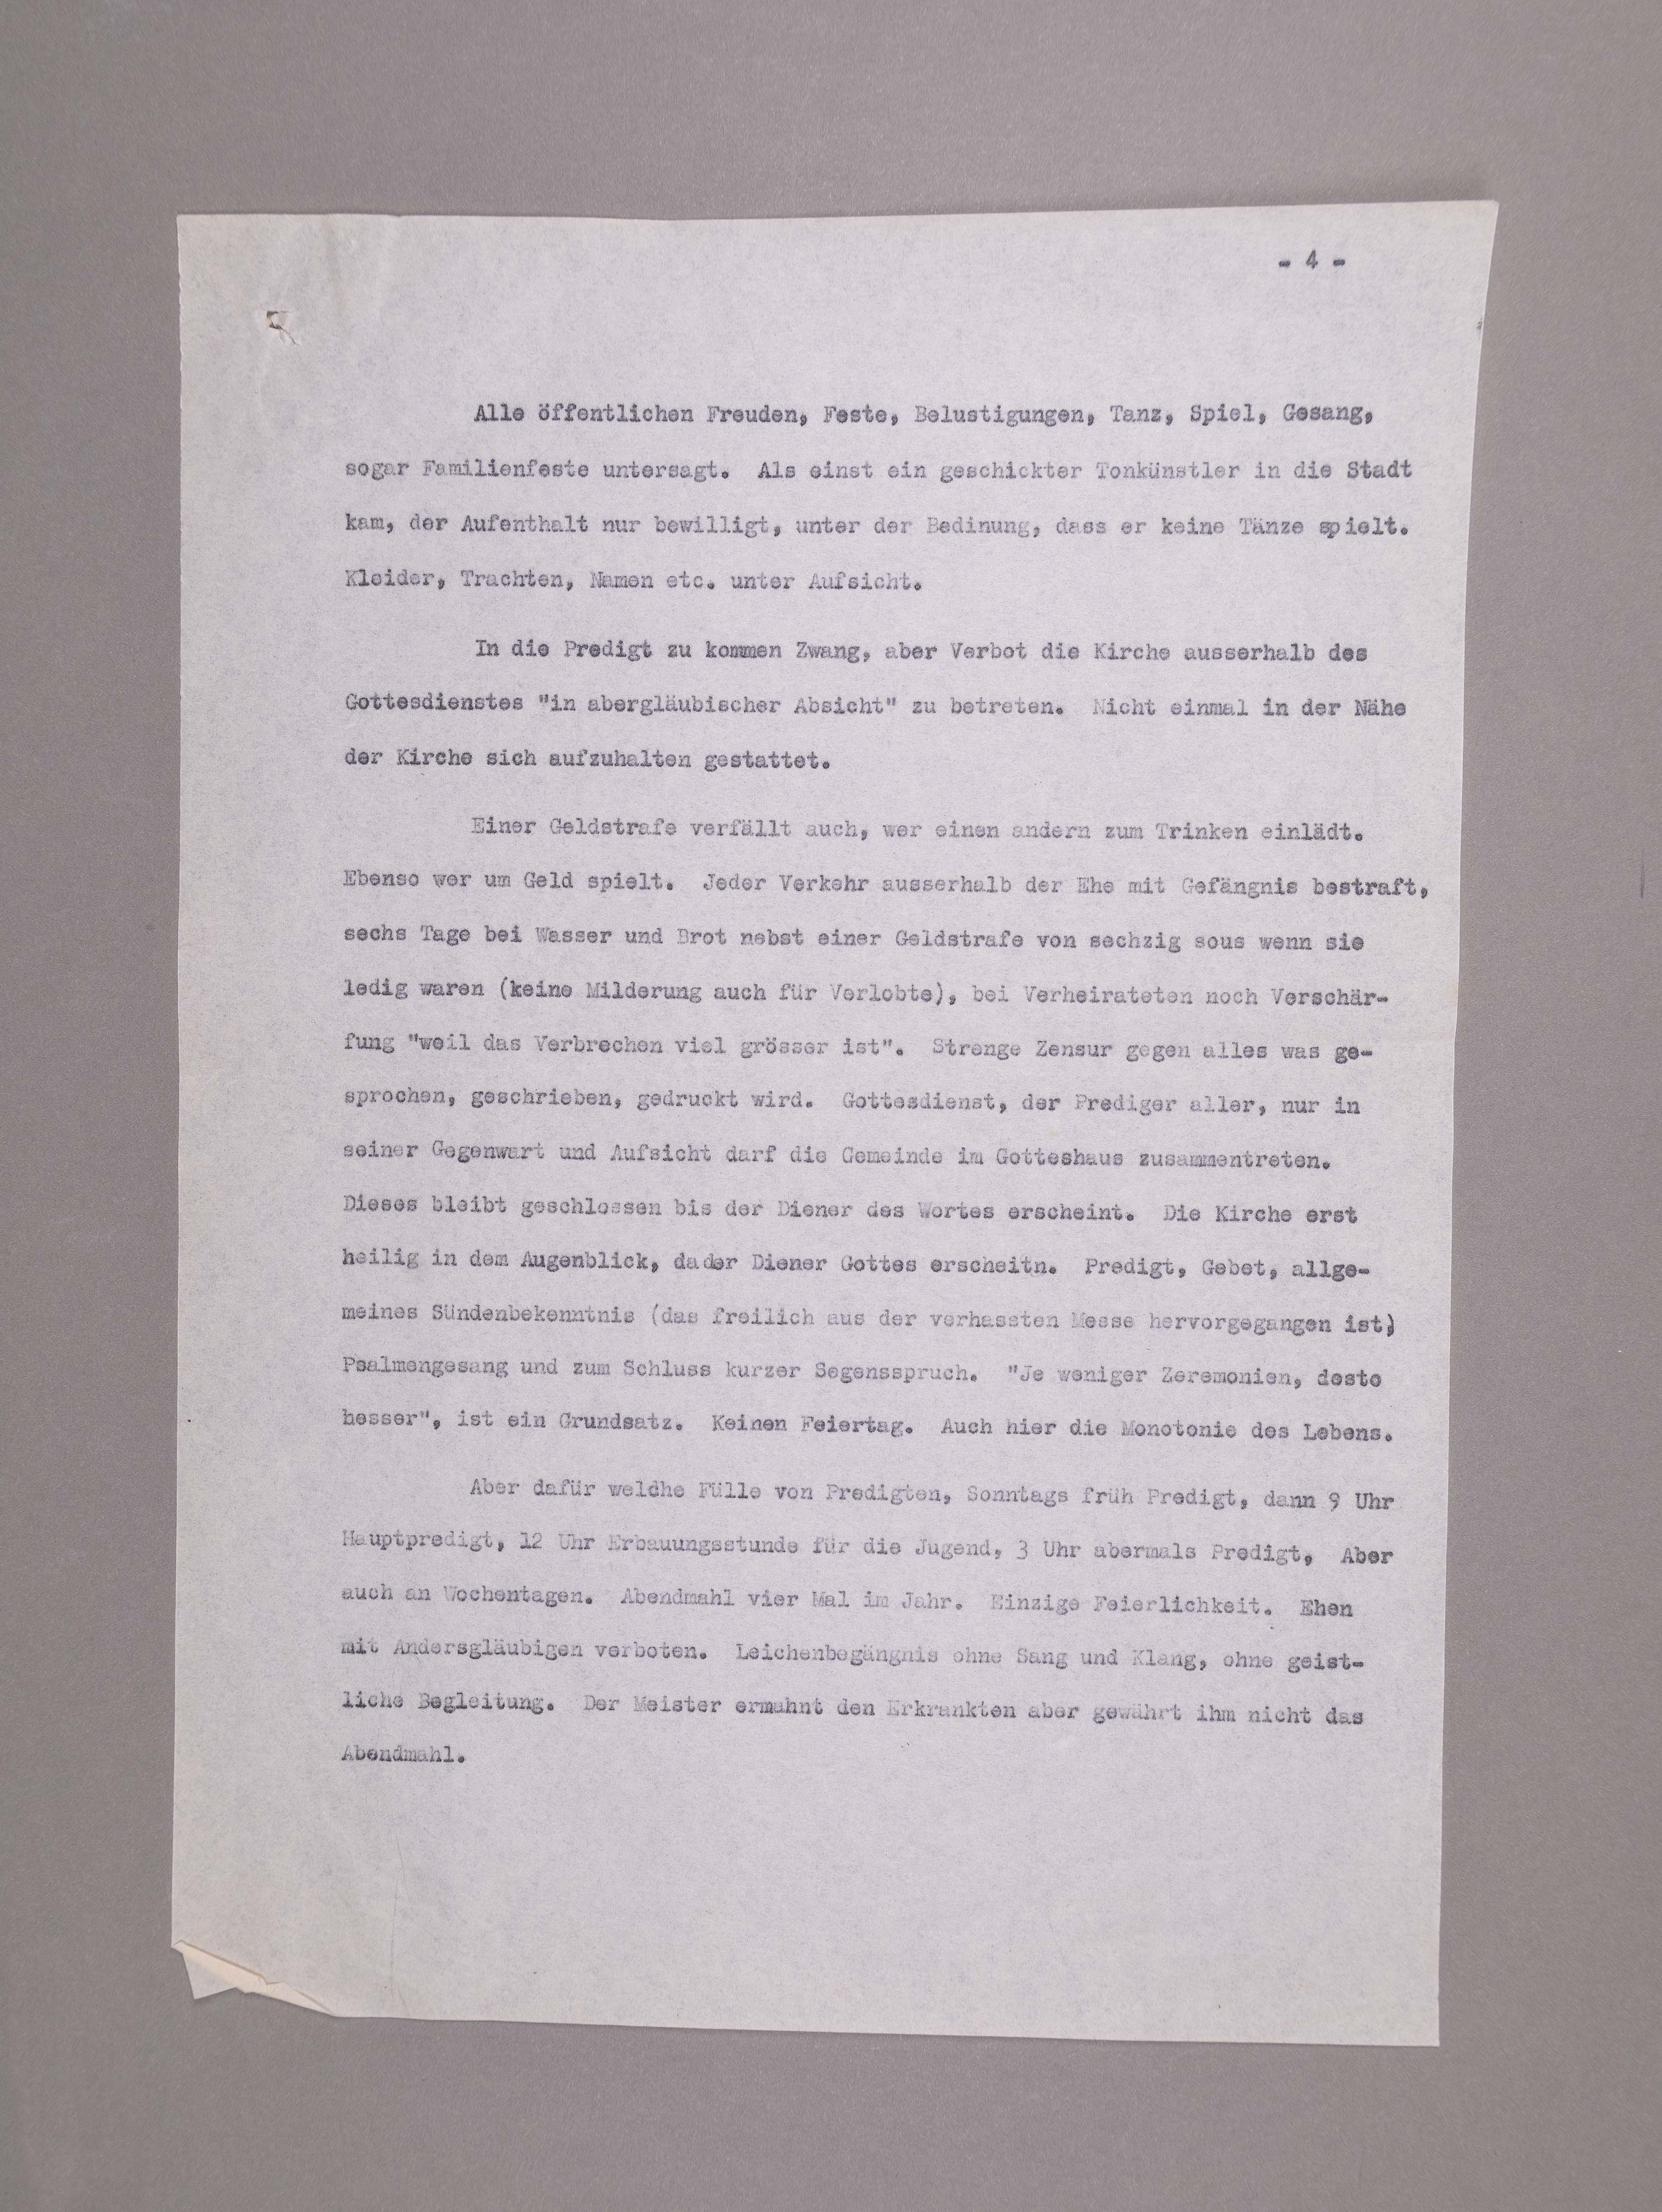 - 4 -
Alle öffentlichen Freuden, Feste, Belustigungen, Tanz, Spiel, Gesang,
sogar Familienfeste untersagt. Als einst ein geschickter Tonkünstler in die Stadt
kam, der Aufenthalt nur bewilligt, unter der Bedinung, dass er keine Tänze spielt.
Kleider, Trachten, Namen etc. unter Aufsicht.
In die Predigt zu kommen Zwang, aber Verbot die Kirche ausserhalb des
Gottesdienstes "in abergläubischer Absicht" zu betreten. Nicht einmal in der Nähe
der Kirche sich aufzuhalten gestattet.
Einer Geldstrafe verfällt auch, wer einen andern zum Trinken einlädt.
Ebenso wer um Geld spielt. Jeder Verkehr ausserhalb der Ehe mit Gefängnis bestraft,
sechs Tage bei Wasser und Brot nebst einer Geldstrafe von sechzig sous wenn sie
ledig waren (keine Milderung auch für Verlobte), bei Verheirateten noch Verschär-
fung "weil das Verbrechen viel grösser ist". Strenge Zensur gegen alles was ge-
sprochen, geschrieben, gedruckt wird. Gottesdienst, der Prediger aller, nur in
seiner Gegenwart und Aufsicht darf die Gemeinde im Gotteshaus zusammentreten.
Dieses bleibt geschlossen bis der Diener des Wortes erscheint. Die Kirche erst
heilig in dem Augenblick, da der Diener Gottes erscheitn. Predigt, Gebet, allge-
meines Sündenbekenntnis (das freilich aus der verhassten Messe hervorgegangen ist)
Psalmengesang und zum Schluss kurzer Segensspruch. "Je weniger Zeremonien, desto
besser", ist ein Grundsatz. Keinen Feiertag. Auch hier die Monotonie des Lebens.
Aber dafür welche Fülle von Predigten, Sonntags früh Predigt, dann 9 Uhr
Hauptpredigt, 12 Uhr Erbauungsstunde für die Jugend, 3 Uhr abermals Predigt, Aber
auch an Wochentagen. Abendmahl vier Mal im Jahr. Einzige Feierlichkeit. Ehen
mit Andersgläubigen verboten. Leichenbegängnis ohne Sang und Klang, ohne geist-
liche Begleitung. Der Meister ermahnt den Erkrankten aber gewährt ihm nicht das
Abendmahl.